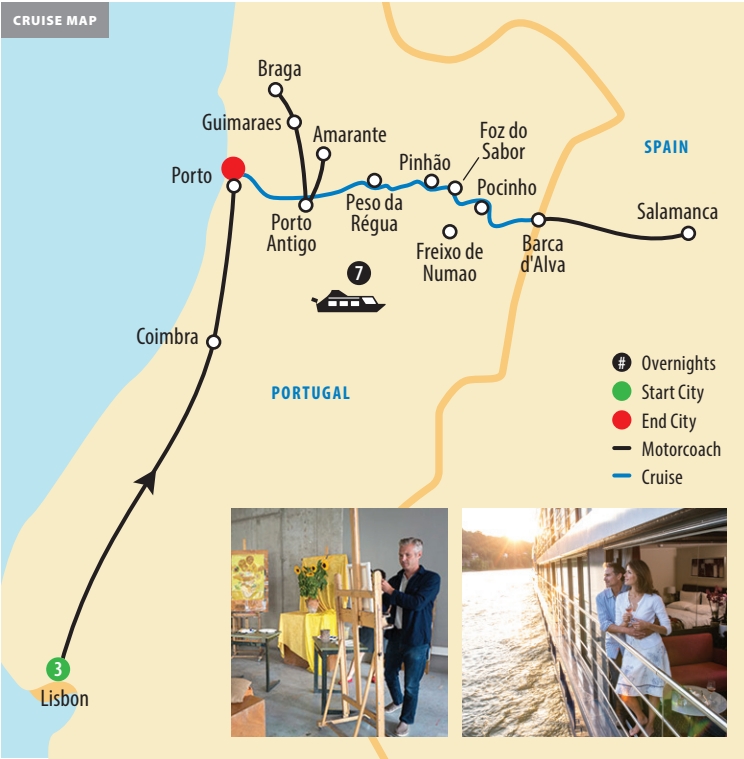 CRUISE MAP
Braga
Guimaraes
Amarante
Foz do
Sabor
SPAIN
Pinhão
Porto
Pocinho
Peso da
Régua
Salamanca
Porto
Antigo
Freixo de
Numao
Barca
d'Alva
7
Coimbra
# Overnights
Start City
PORTUGAL
End City
Motorcoach
Cruise
3
Lisbon